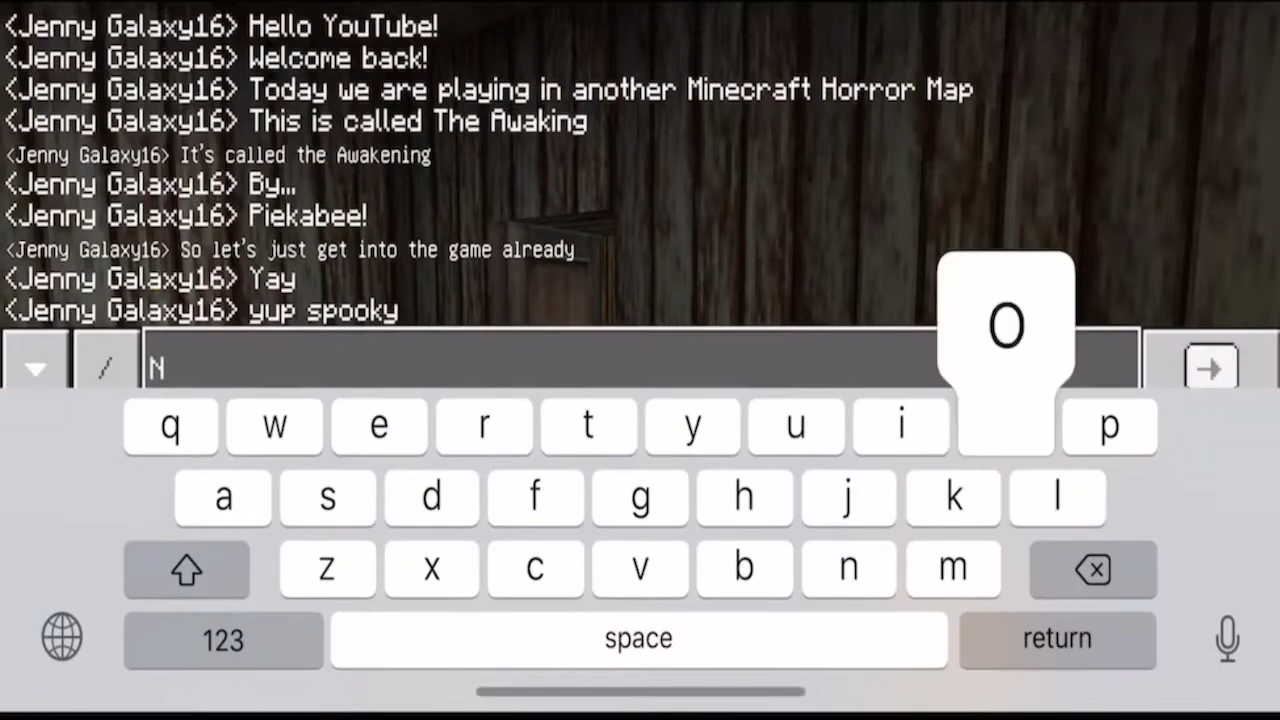 <Jenny Galaxy16> Hello YouTube!
<Jenny Galaxy16> Welcome back!
<Jenny Galaxy16> Today we are playing in another Minecraft Horror Map
<Jenny Galaxy16> This is called The Awaking
<Jenny Galaxy16> It's called the Awakening
<Jenny Galaxy16> By...
<Jenny Galaxy16> Piekabee!
<Jenny Galaxy16> So let's just get into the game already
<Jenny Galaxy16> Yay
<Jenny Galaxy16> yup spooky
/ N
O
q w e r t y u i p
a s d f g h j k l
z x c v b n m
123 space return